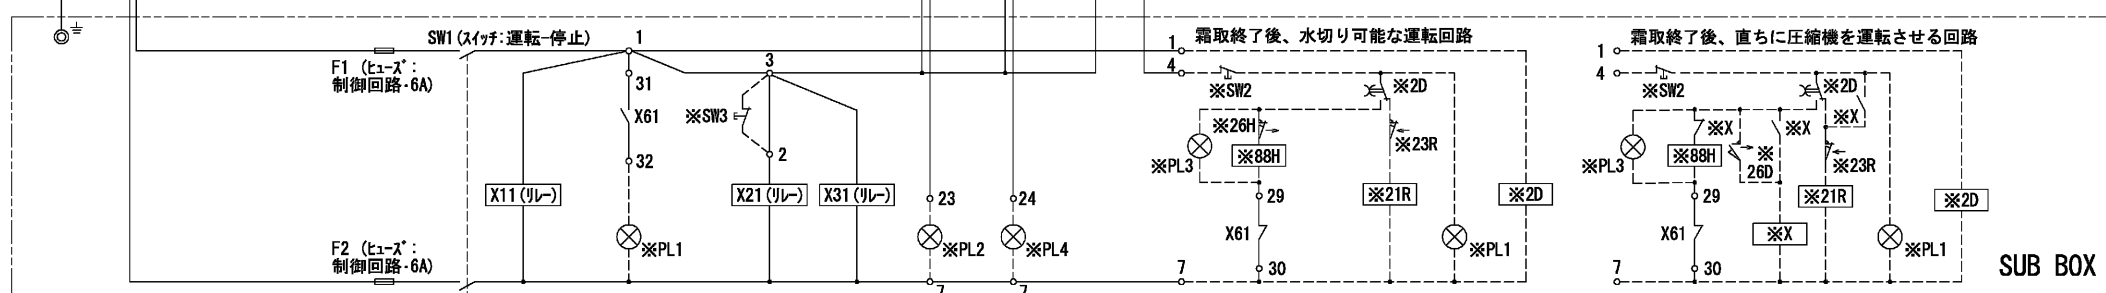 SW1(スイッチ:運転-停止)
1
F1 (ヒューズ:
制御回路・6A)
31
X61
32
3
※SW3
2
X11(リレー)
X21(リレー)
X31(リレー)
※PL1
F2 (ヒューズ:
制御回路・6A)
23
24
※PL2
※PL4
7
7
霜取終了後、水切り可能な運転回路
1
4
※SW2
※2D
※26H
※23R
※PL3
※88H
29
※21R
※2D
X61
※PL1
30
7
霜取終了後、直ちに圧縮機を運転させる回路
1
4
※SW2
※2D
※X
※X
※X
※23R
※PL3
※88H
※
26D
29
※21R
※2D
X61
※X
※PL1
30
7
SUB BOX